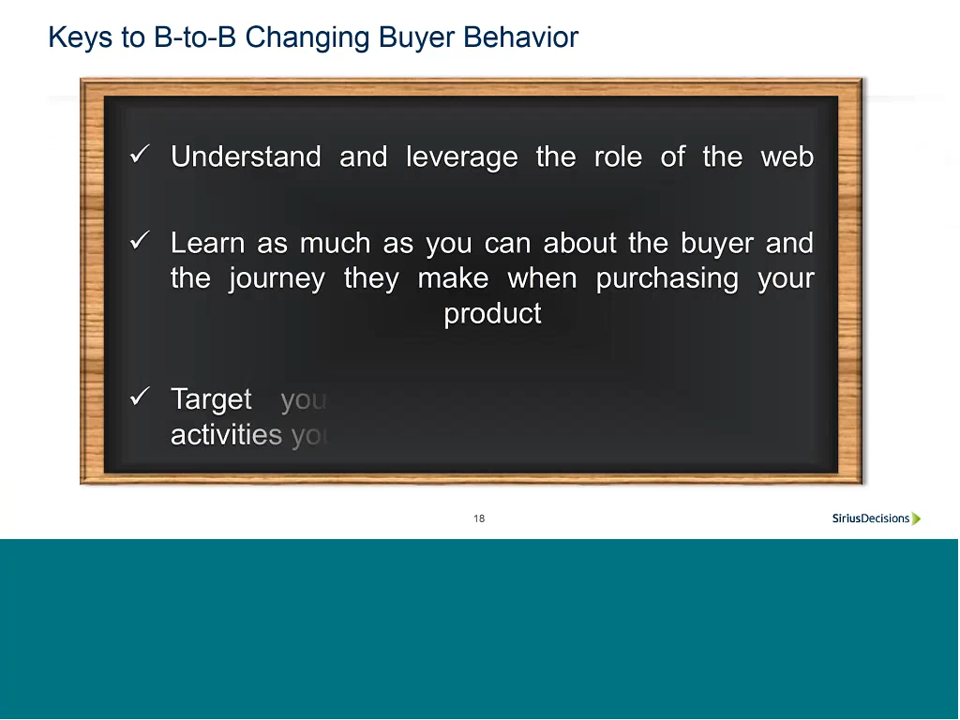 Keys to B-to-B Changing Buyer Behavior
✓ Understand and leverage the role of the web
✓ Learn as much as you can about the buyer and
the journey they make when purchasing your
product
✓ Target
activities
18
SiriusDecisions